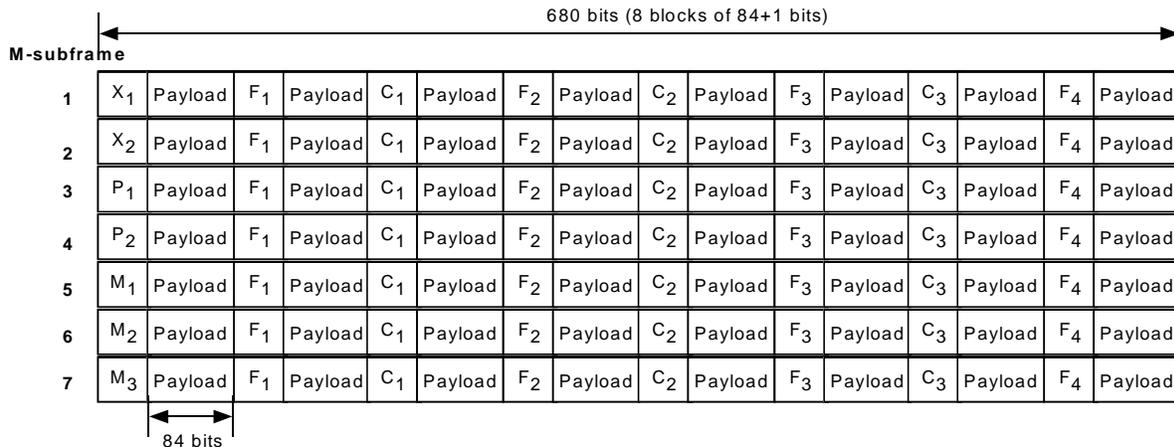 680 bits (8 blocks of 84+1 bits)
M-subframe
1 X1 Payload F1 Payload C1 Payload F2 Payload C2 Payload F3 Payload C3 Payload F4 Payload
2 X2 Payload F1 Payload C1 Payload F2 Payload C2 Payload F3 Payload C3 Payload F4 Payload
3 P1 Payload F1 Payload C1 Payload F2 Payload C2 Payload F3 Payload C3 Payload F4 Payload
4 P2 Payload F1 Payload C1 Payload F2 Payload C2 Payload F3 Payload C3 Payload F4 Payload
5 M1 Payload F1 Payload C1 Payload F2 Payload C2 Payload F3 Payload C3 Payload F4 Payload
6 M2 Payload F1 Payload C1 Payload F2 Payload C2 Payload F3 Payload C3 Payload F4 Payload
7 M3 Payload F1 Payload C1 Payload F2 Payload C2 Payload F3 Payload C3 Payload F4 Payload
84 bits